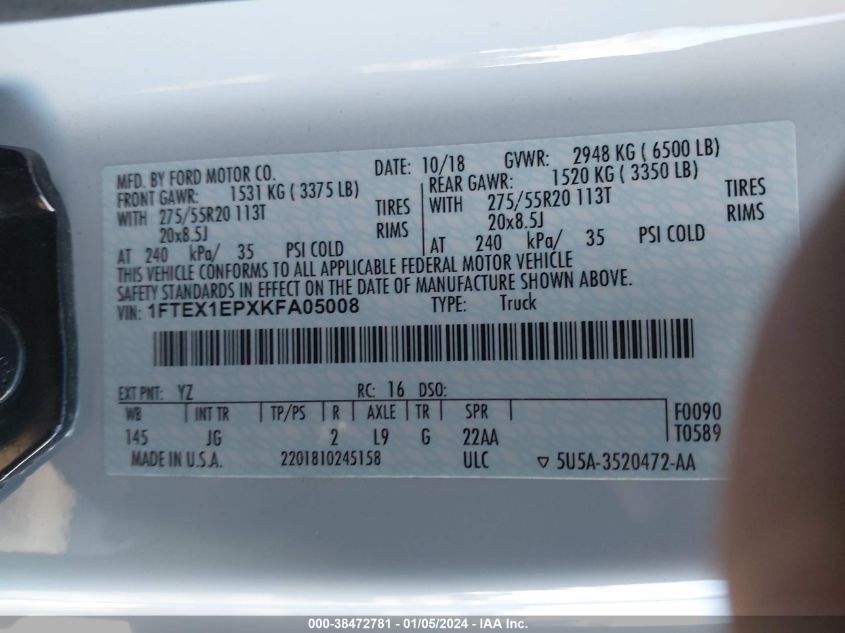 MFD. BY FORD MOTOR CO. DATE: 10/18 GVWR: 2948 KG ( 6500 LB)
FRONT GAWR: 1531 KG ( 3375 LB) REAR GAWR: 1520 KG ( 3350 LB)
WITH 275/55R20 113T TIRES WITH 275/55R20 113T TIRES
20x8.5J RIMS 20x8.5J RIMS
AT 240 kPa/ 35 PSI COLD AT 240 kPa/ 35 PSI COLD
THIS VEHICLE CONFORMS TO ALL APPLICABLE FEDERAL MOTOR VEHICLE
SAFETY STANDARDS IN EFFECT ON THE DATE OF MANUFACTURE SHOWN ABOVE.
VIN: 1FTEX1EPXKFA05008 TYPE: Truck
EXT PNT: YZ RC: 16 DSO:
WB INT TR TP/PS R AXLE TR SPR F0090
145 JG 2 L9 G 22AA T0589
MADE IN U.S.A. 2201810245158 ULC ▽ 5U5A-3520472-AA
000-38472781 - 01/05/2024 - IAA Inc.